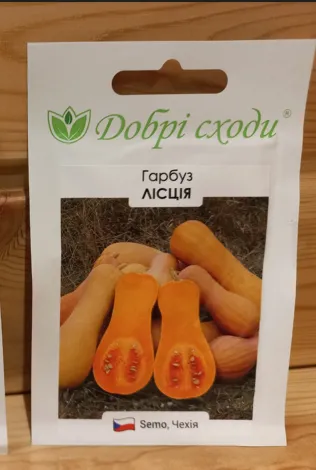 Добрі сходи®
Гарбуз
ЛІСЦІЯ
Semo, Чехія